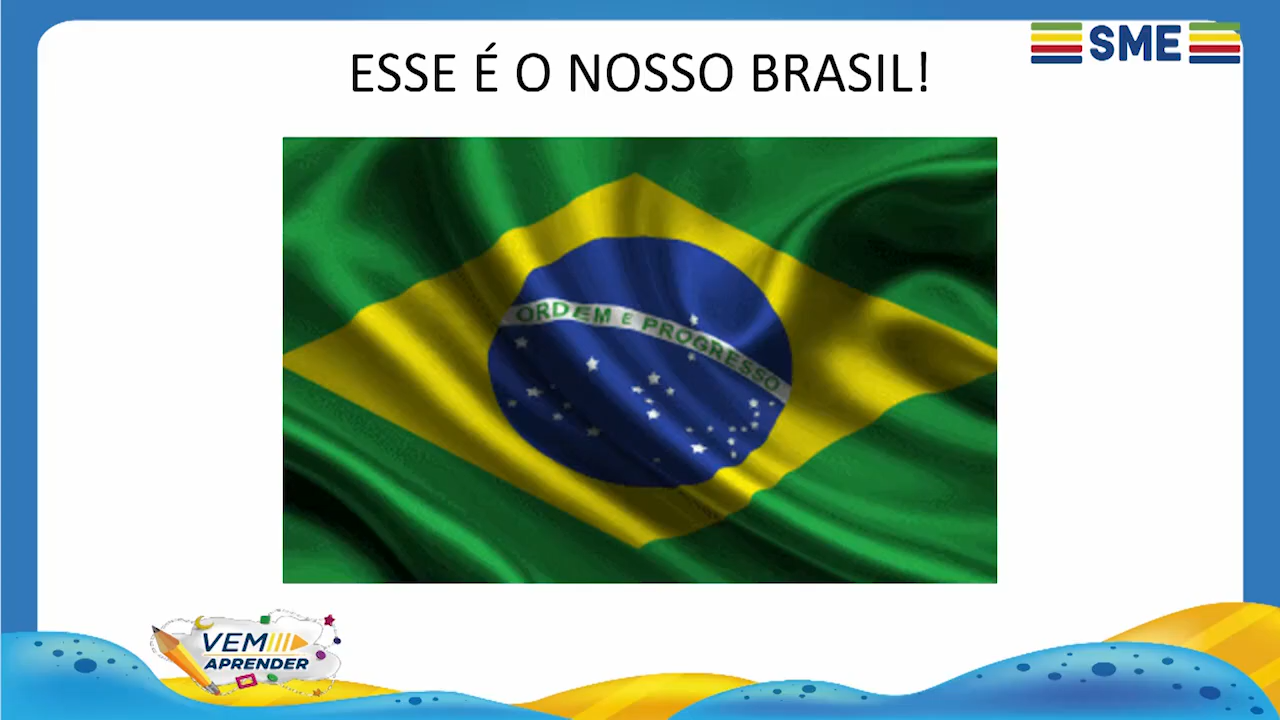 SME
ESSE É O NOSSO BRASIL!
ORDEM E PROGRESSO
VEM
APRENDER